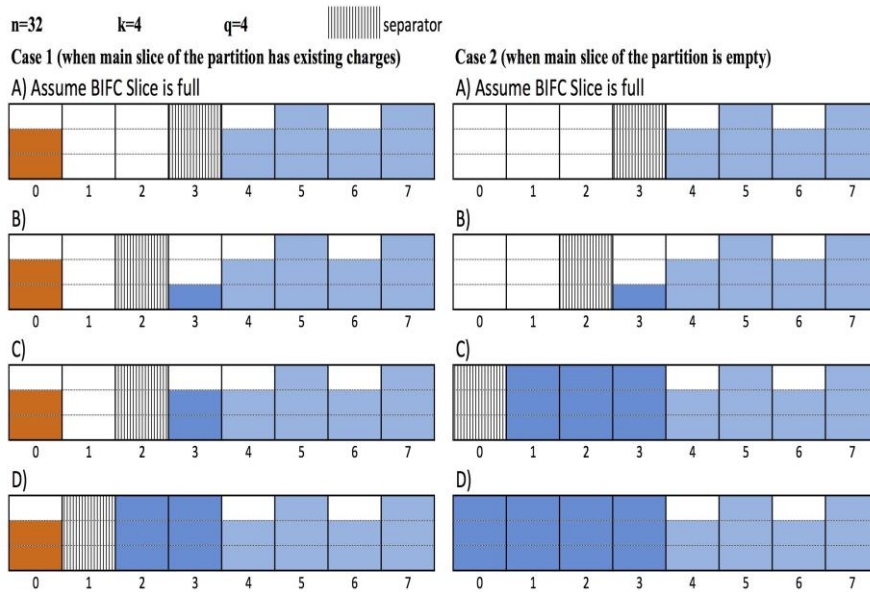 n=32 k=4 q=4 separator
Case 1 (when main slice of the partition has existing charges)
A) Assume BIFC Slice is full
0 1 2 3 4 5 6 7
B)
0 1 2 3 4 5 6 7
C)
0 1 2 3 4 5 6 7
D)
0 1 2 3 4 5 6 7
Case 2 (when main slice of the partition is empty)
A) Assume BIFC Slice is full
0 1 2 3 4 5 6 7
B)
0 1 2 3 4 5 6 7
C)
0 1 2 3 4 5 6 7
D)
0 1 2 3 4 5 6 7